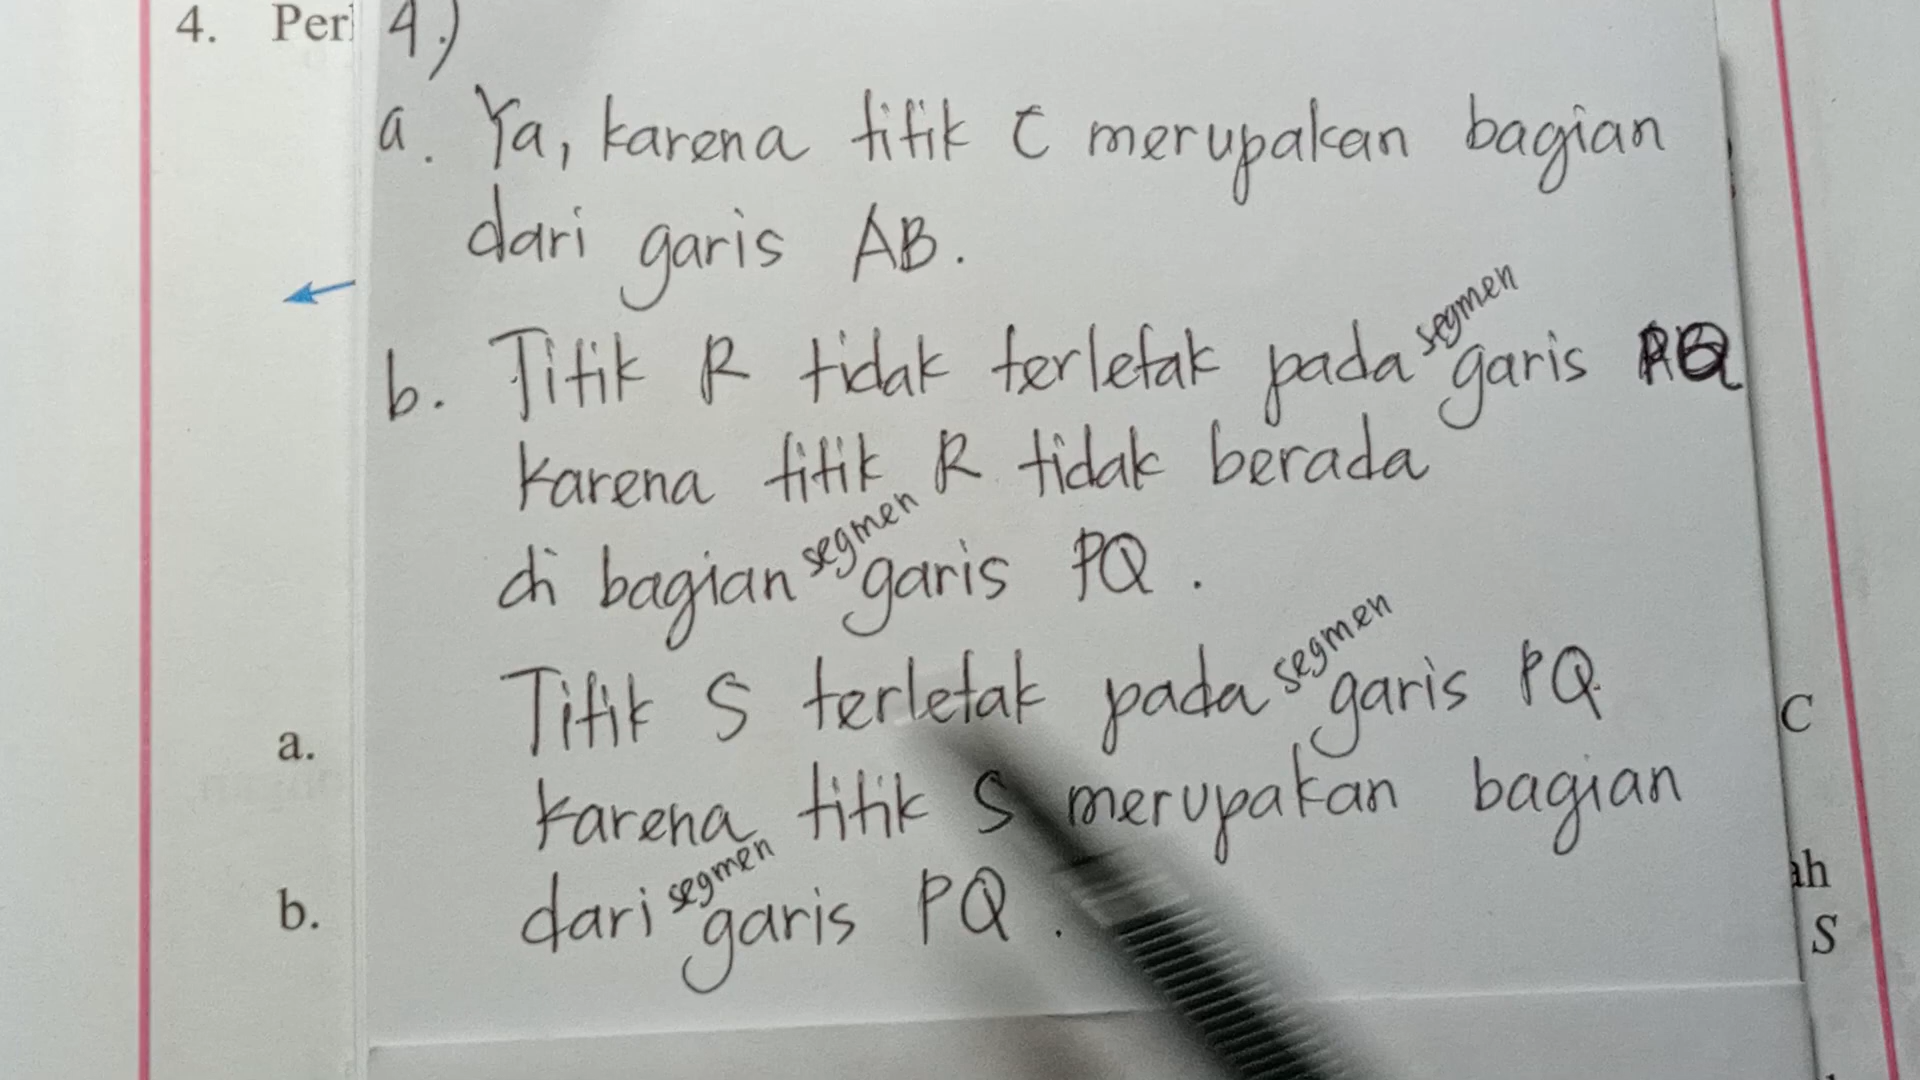 4. Per
4.)
a. Ya, karena titik C merupakan bagian
dari garis AB.
b. Titik R tidak terletak pada segmen garis PQ
karena titik R tidak berada
di bagian segmen garis PQ.
Titik S terletak pada segmen garis PQ
karena titik S merupakan bagian
dari segmen garis PQ.
a.
C
ah
b.
S